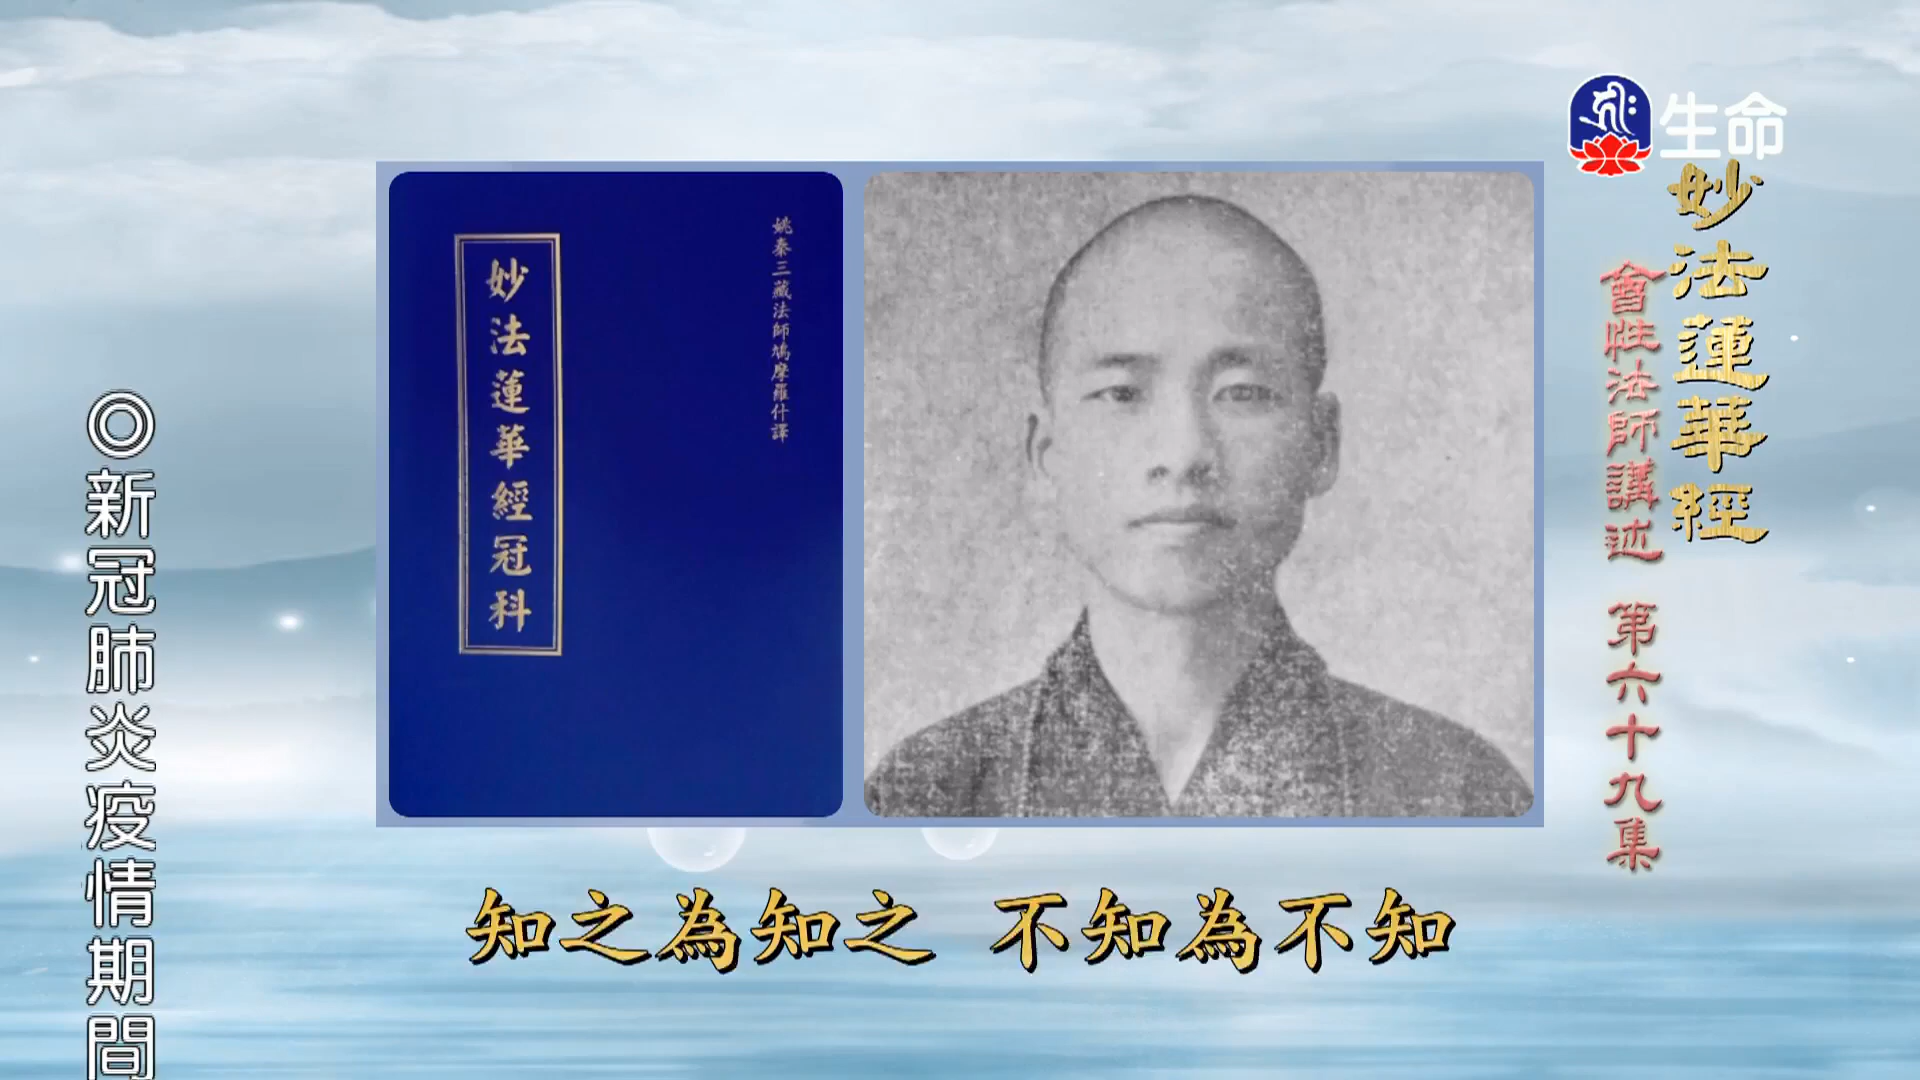 生命
妙法蓮華經
會性法師講述 第六十九集
姚秦三藏法師鳩摩羅什譯
妙法蓮華經冠科
◎新冠肺炎疫情期間
知之為知之 不知為不知